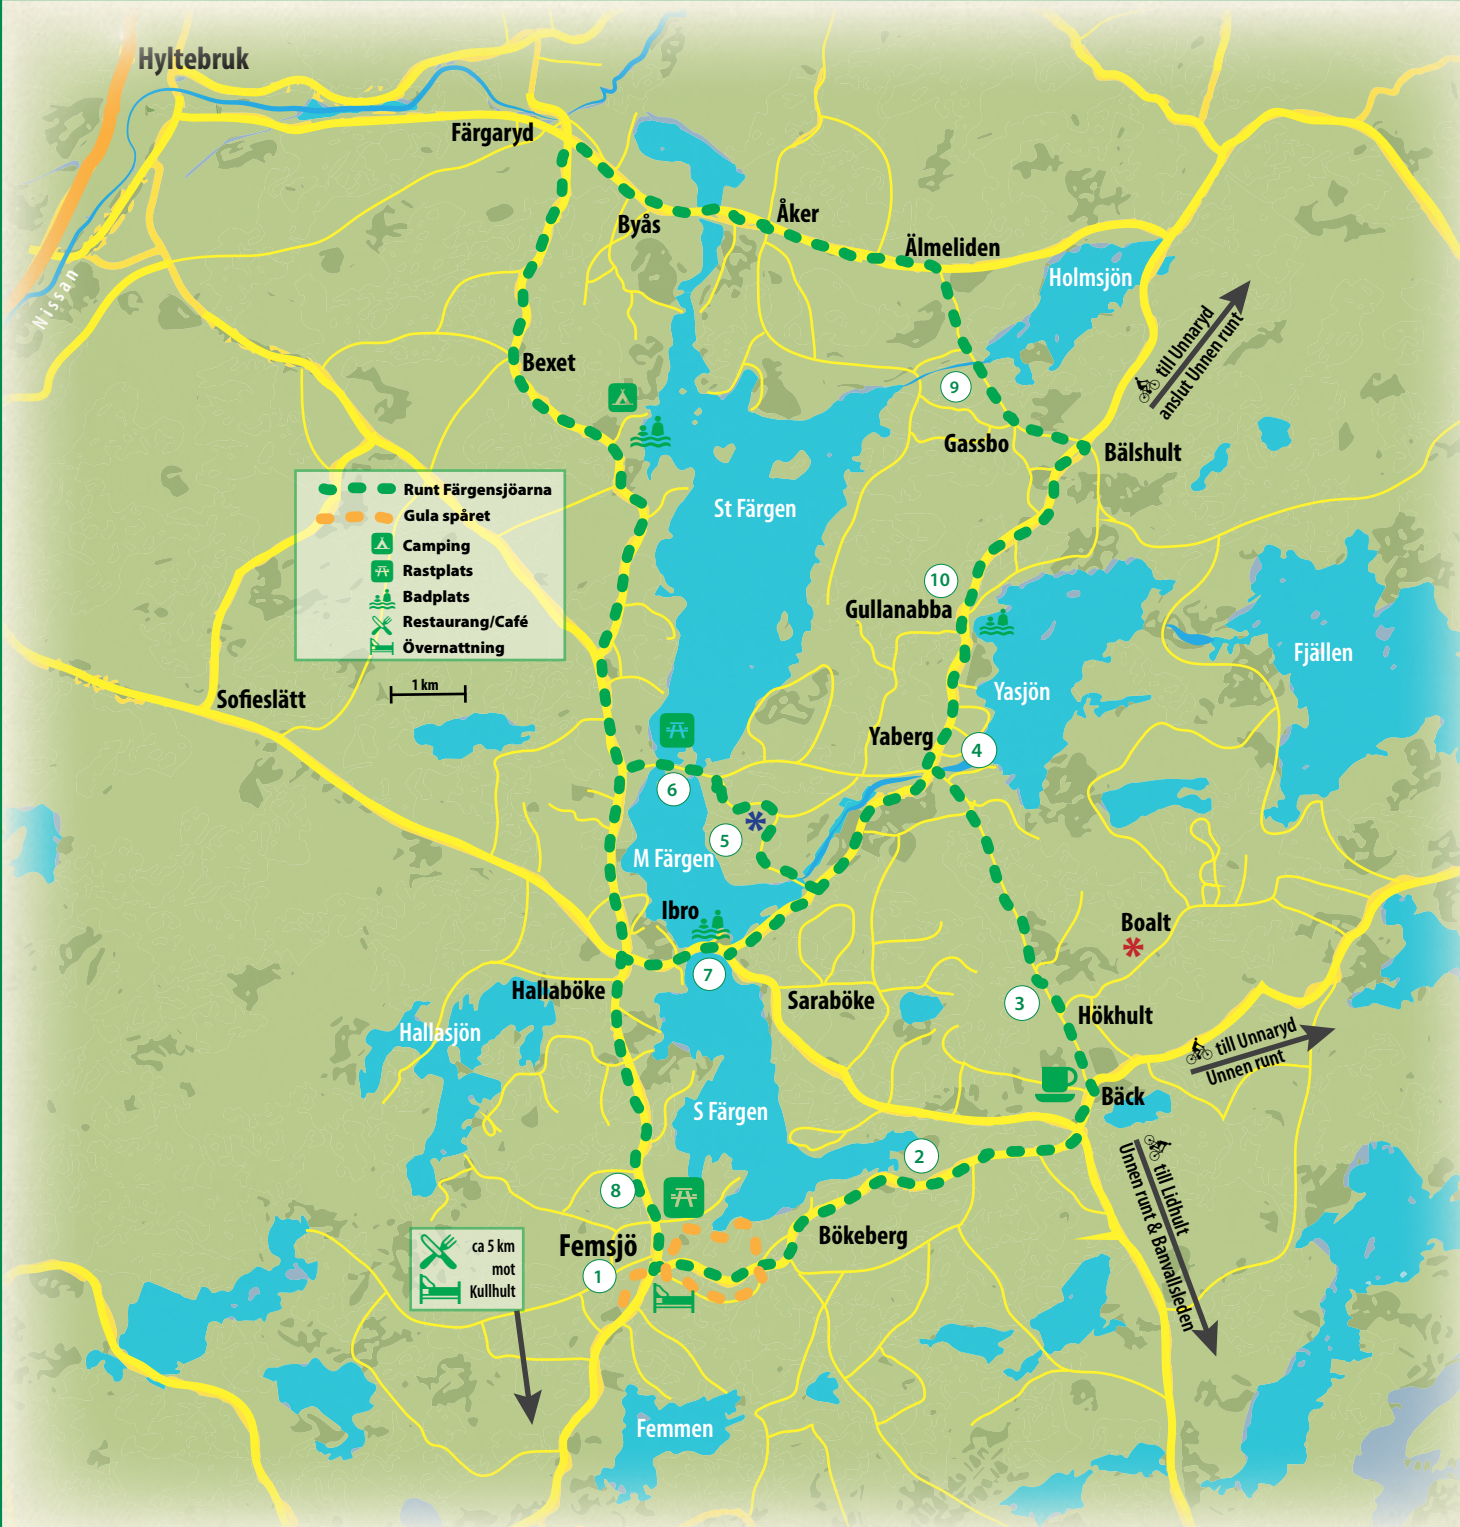 Hyltebruk
Färgaryd
Byås
Åker
Älmeliden
Holmsjön
Nissan
till Unnaryd
anslut Unnen runt
Bexet
9
Gassbo
Bälshult
St Färgen
Runt Färgensjöarna
Gula spåret
Camping
Rastplats
Badplats
Restaurang/Café
Övernattning
1 km
10
Gullanabba
Fjällen
Yasjön
Sofieslätt
Yaberg
4
6
5
*
M Färgen
Ibro
Boalt
*
7
Hallaböke
Saraböke
3
Hökhult
Hallasjön
till Unnaryd
Unnen runt
Bäck
S Färgen
2
till Lidhult
Unnen runt & Banvallsleden
8
Femsjö
Bökeberg
1
ca 5 km
mot
Kullhult
Femmen